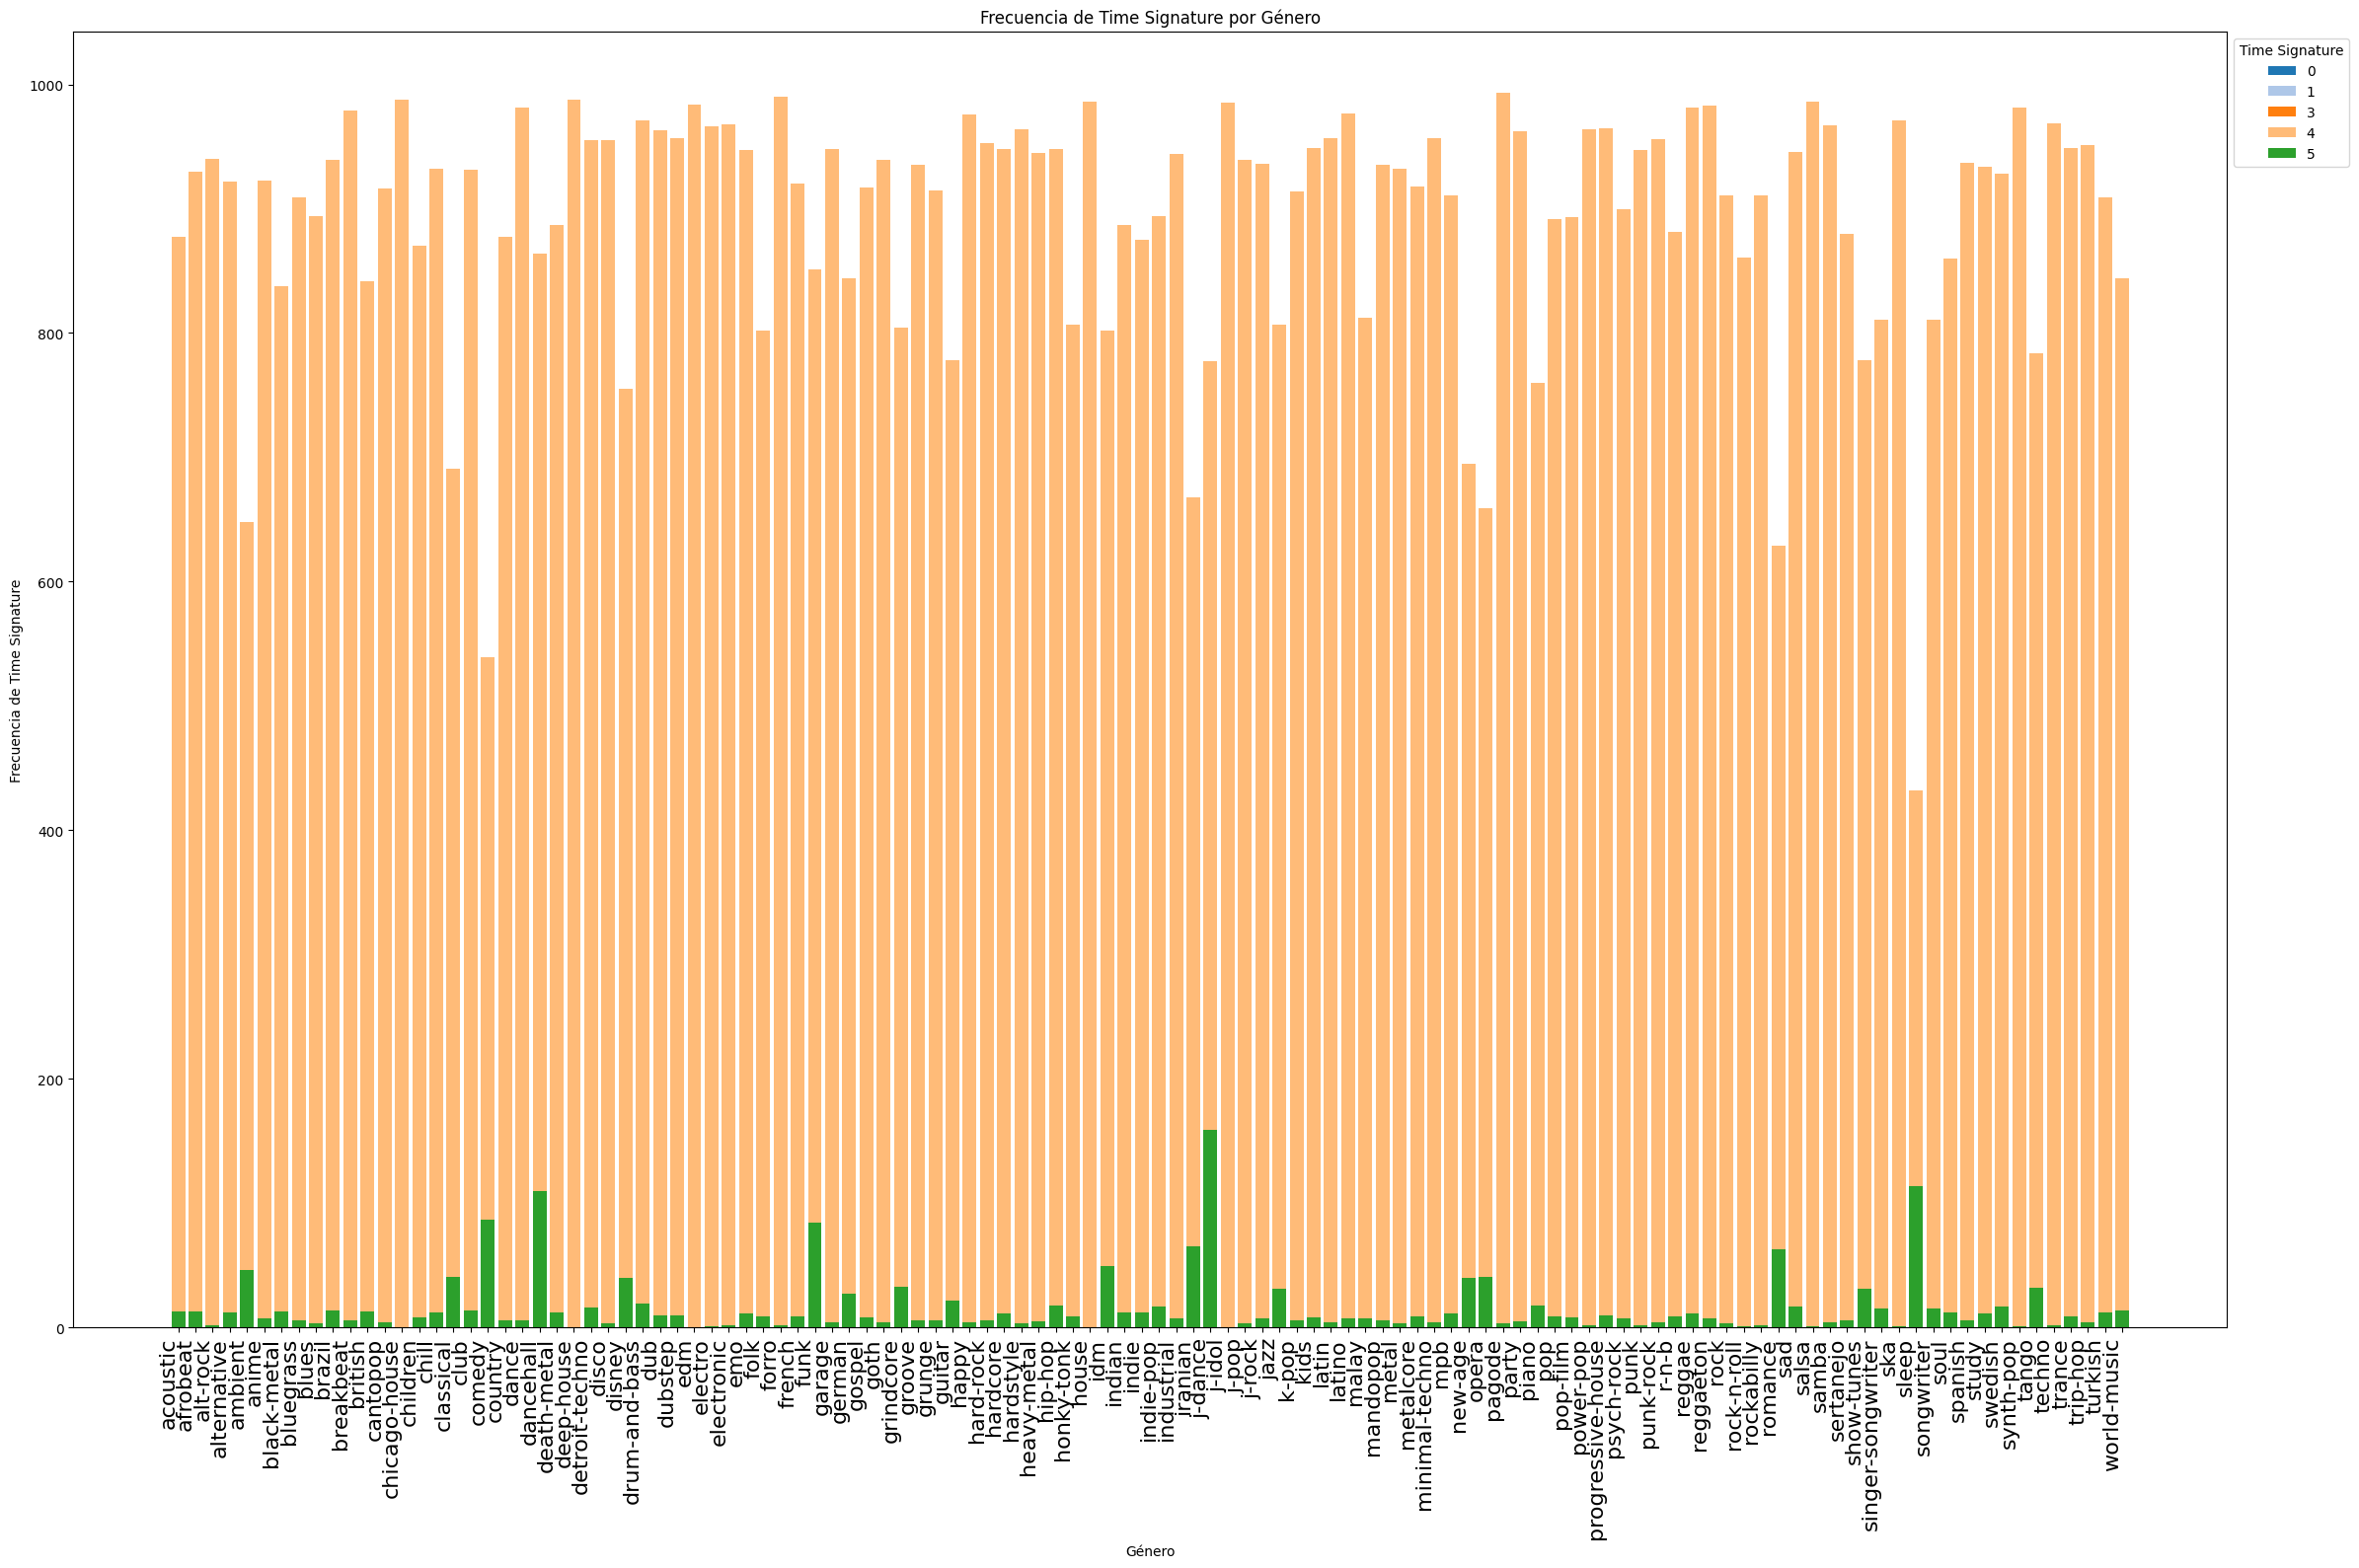 Frecuencia de Time Signature por Género
Time Signature
0
1
3
4
5
Frecuencia de Time Signature
1000
800
600
400
200
0
acoustic
afrobeat
alt-rock
alternative
ambient
anime
black-metal
bluegrass
blues
brazil
breakbeat
british
cantopop
chicago-house
children
chill
classical
club
comedy
country
dance
dancehall
death-metal
deep-house
detroit-techno
disco
disney
drum-and-bass
dub
dubstep
edm
electro
electronic
emo
folk
forro
french
funk
garage
german
gospel
goth
grindcore
groove
grunge
guitar
happy
hard-rock
hardcore
hardstyle
heavy-metal
hip-hop
honky-tonk
house
idm
indian
indie
indie-pop
industrial
iranian
j-dance
j-idol
j-pop
j-rock
jazz
k-pop
kids
latin
latino
malay
mandopop
metal
metalcore
minimal-techno
mpb
new-age
opera
pagode
party
piano
pop
pop-film
power-pop
progressive-house
psych-rock
punk
punk-rock
r-n-b
reggae
reggaeton
rock
rock-n-roll
rockabilly
romance
sad
salsa
samba
sertanejo
show-tunes
singer-songwriter
ska
sleep
songwriter
soul
spanish
study
swedish
synth-pop
tango
techno
trance
trip-hop
turkish
world-music
Género